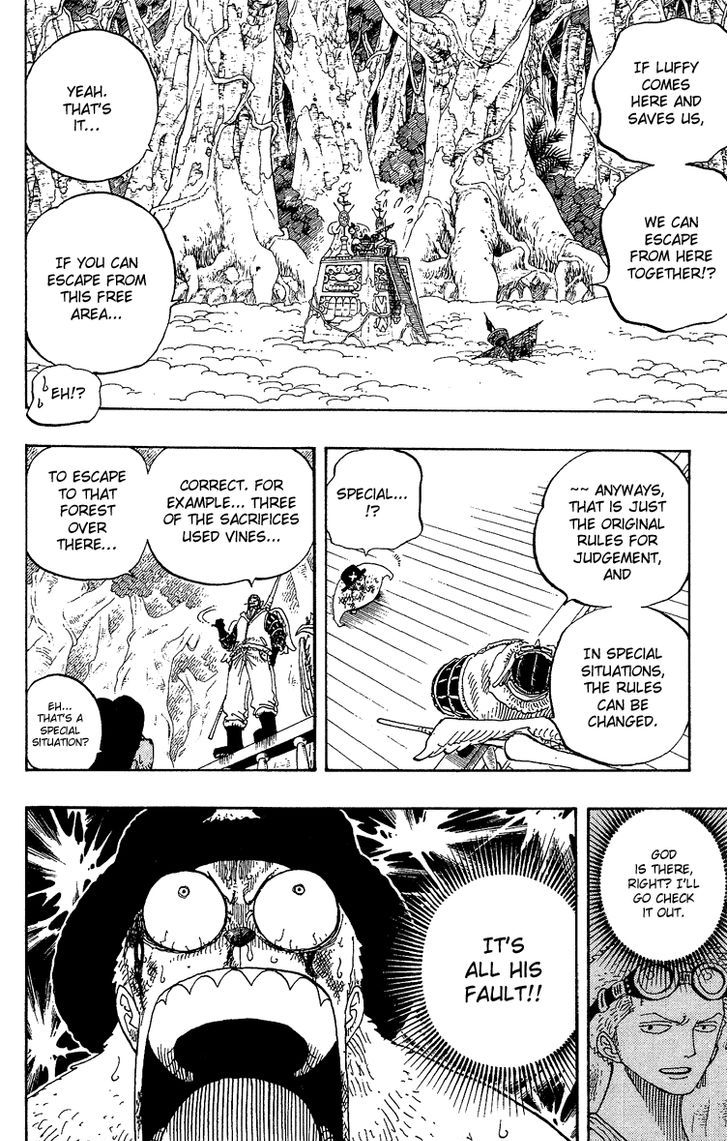 IF LUFFY
COMES
HERE AND
SAVES US,
WE CAN
ESCAPE
FROM HERE
TOGETHER!?
YEAH.
THAT'S
IT...
IF YOU CAN
ESCAPE FROM
THIS FREE
AREA...
EH!?
~~ ANYWAYS,
THAT IS JUST
THE ORIGINAL
RULES FOR
JUDGEMENT,
AND
IN SPECIAL
SITUATIONS,
THE RULES
CAN BE
CHANGED.
SPECIAL...
!?
CORRECT. FOR
EXAMPLE... THREE
OF THE SACRIFICES
USED VINES...
TO ESCAPE
TO THAT
FOREST
OVER
THERE...
EH...
THAT'S A
SPECIAL
SITUATION?
GOD
IS THERE,
RIGHT? I'LL
GO CHECK
IT OUT.
IT'S
ALL HIS
FAULT!!